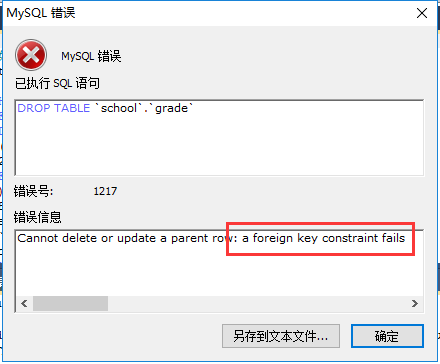 MySQL 错误
MySQL 错误
已执行 SQL 语句
DROP TABLE `school`.`grade`
错误号: 1217
错误信息
Cannot delete or update a parent row: a foreign key constraint fails
另存到文本文件... 确定